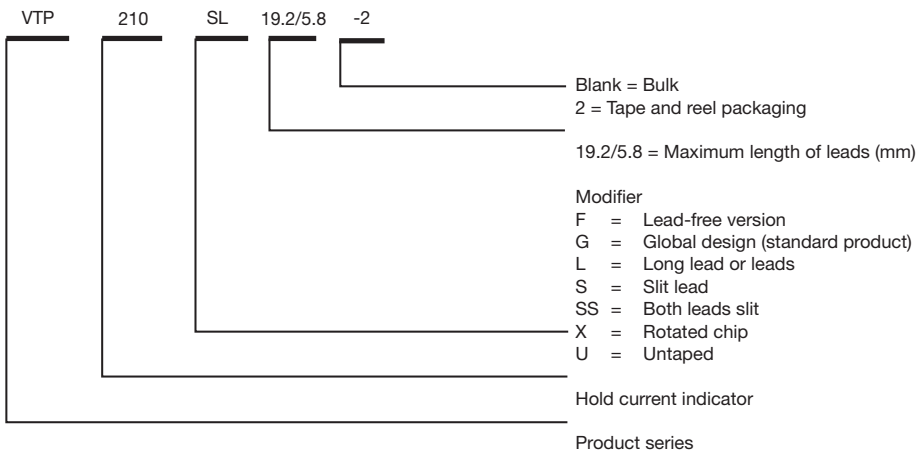 VTP 210 SL 19.2/5.8 -2
Blank = Bulk
2 = Tape and reel packaging
19.2/5.8 = Maximum length of leads (mm)
Modifier
F = Lead-free version
G = Global design (standard product)
L = Long lead or leads
S = Slit lead
SS = Both leads slit
X = Rotated chip
U = Untaped
Hold current indicator
Product series